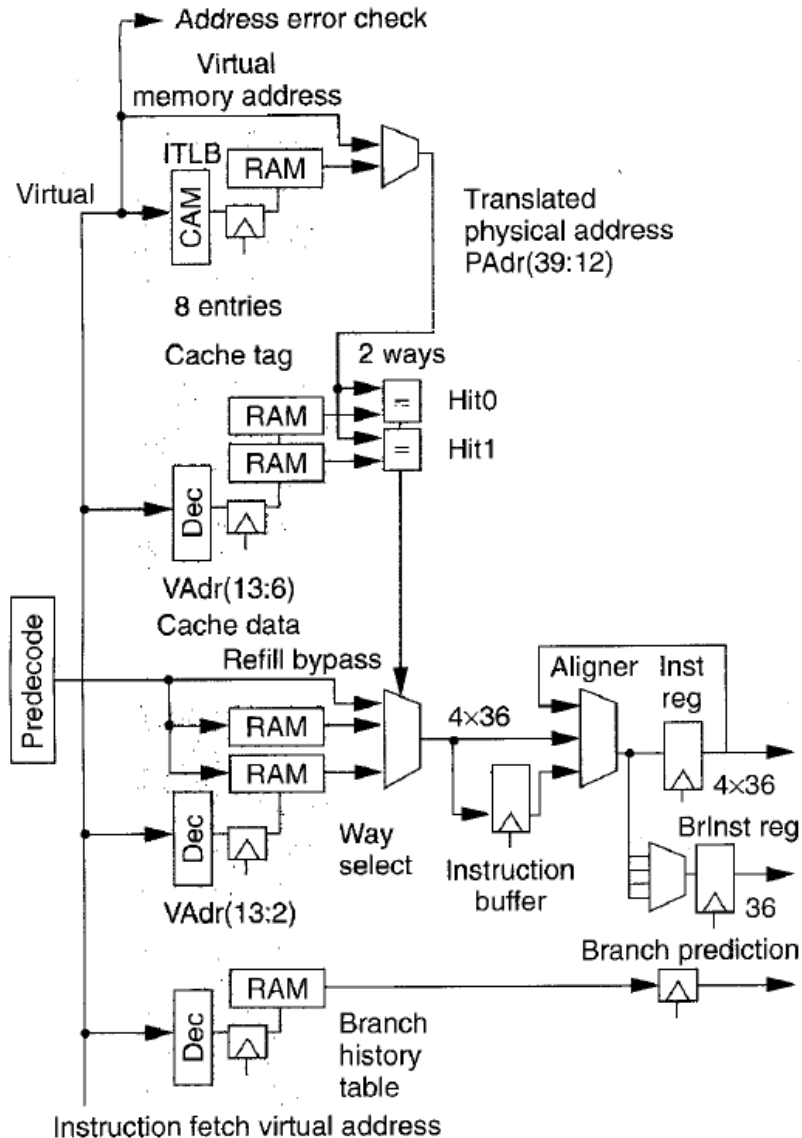 Address error check
Virtual
memory address
ITLB
RAM
Virtual
CAM
Translated
physical address
PAdr(39:12)
8 entries
Cache tag
2 ways
RAM
=
Hit0
RAM
=
Hit1
Dec
VAdr(13:6)
Cache data
Predecode
Refill bypass
Aligner
Inst
reg
RAM
4×36
RAM
4×36
Dec
Way
select
Instruction
buffer
BrInst reg
36
VAdr(13:2)
Branch prediction
RAM
Dec
Branch
history
table
Instruction fetch virtual address